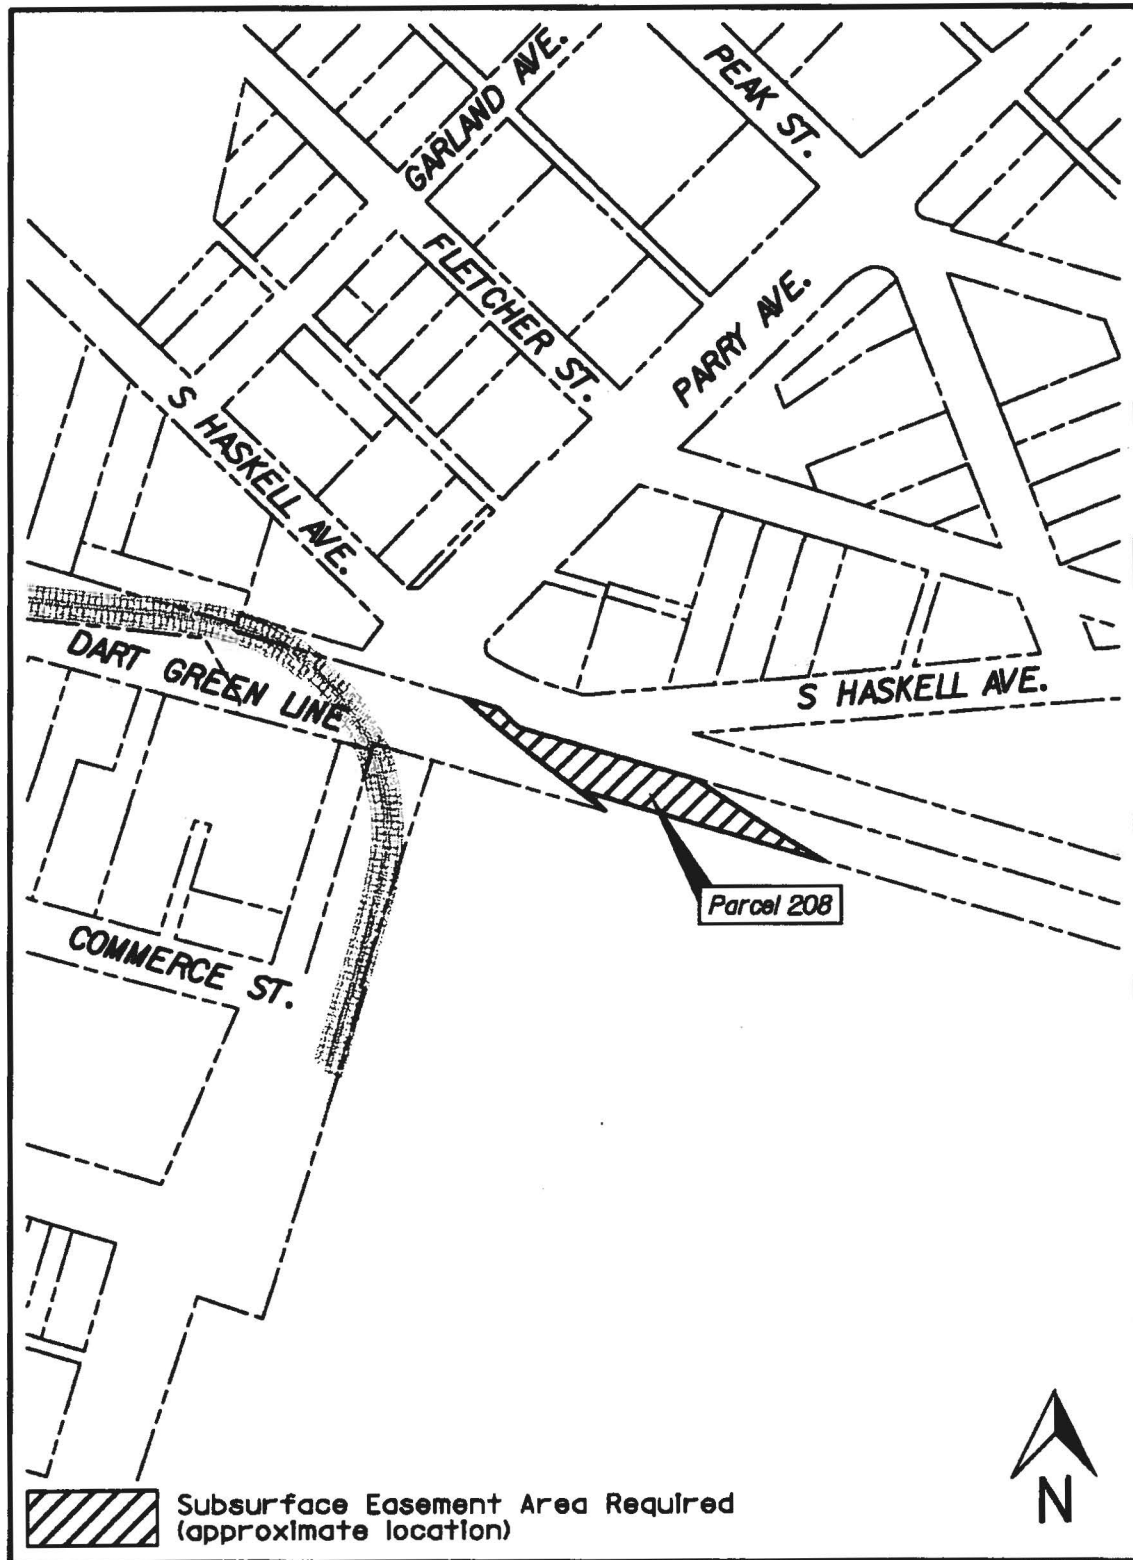 GARLAND AVE.
PEAK ST.
FLETCHER ST.
PARRY AVE.
S HASKELL AVE.
DART GREEN LINE
S HASKELL AVE.
Parcel 208
COMMERCE ST.
N
Subsurface Easement Area Required
(approximate location)